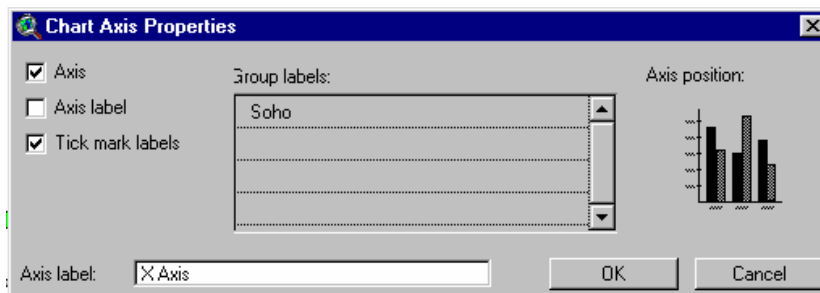 Chart Axis Properties
Axis
Group labels:
Axis position:
Axis label
Soho
Tick mark labels
Axis label:
X Axis
OK
Cancel